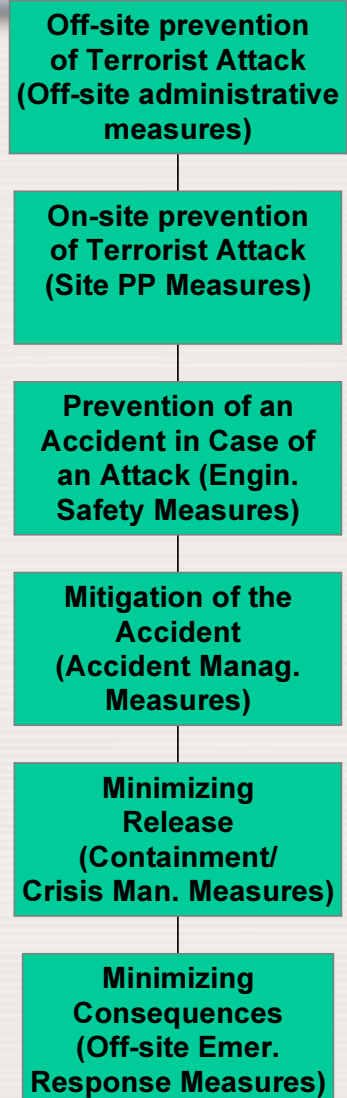 Off-site prevention
of Terrorist Attack
(Off-site administrative
measures)
On-site prevention
of Terrorist Attack
(Site PP Measures)
Prevention of an
Accident in Case of
an Attack (Engin.
Safety Measures)
Mitigation of the
Accident
(Accident Manag.
Measures)
Minimizing
Release
(Containment/
Crisis Man. Measures)
Minimizing
Consequences
(Off-site Emer.
Response Measures)